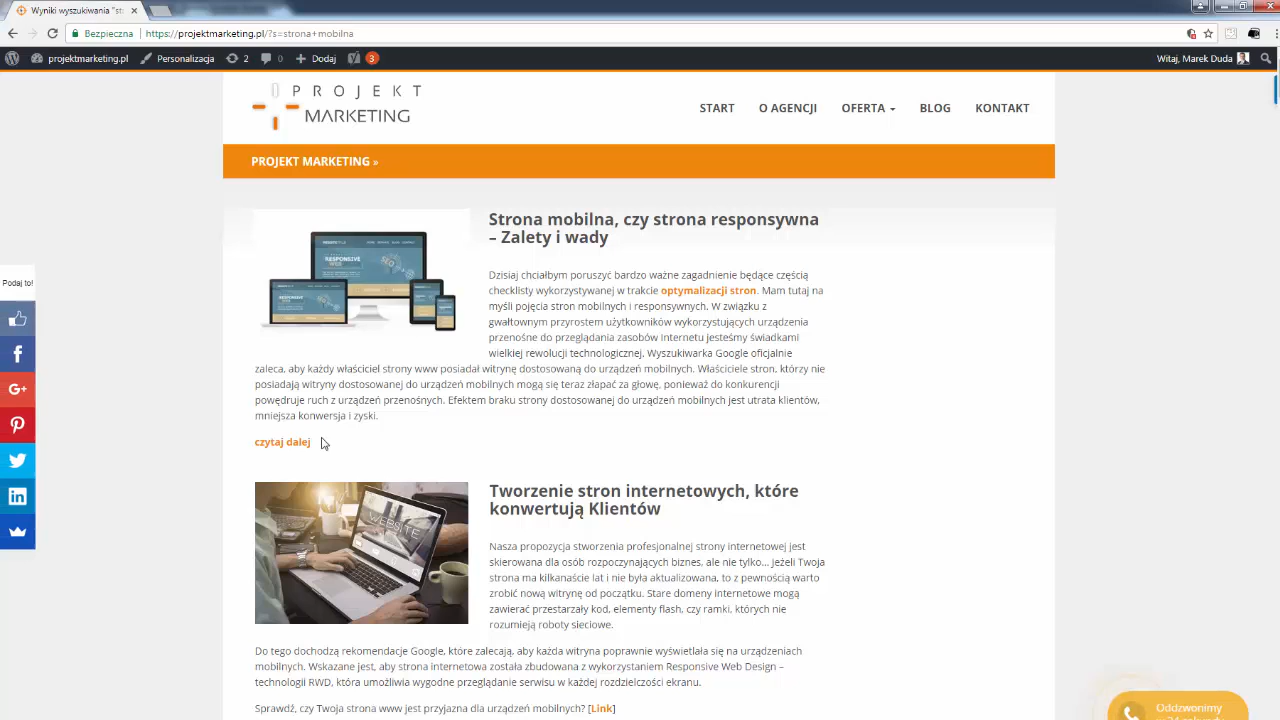 Wyniki wyszukiwania "str
Bezpieczna
https://projektmarketing.pl/?s=strona+mobilna
projektmarketing.pl
Personalizacja
2
0
Dodaj
3
Witaj, Marek Duda
PROJEKT
MARKETING
START
O AGENCJI
OFERTA
BLOG
KONTAKT
PROJEKT MARKETING »
Podaj to!
Strona mobilna, czy strona responsywna
– Zalety i wady
Dzisiaj chciałbym poruszyć bardzo ważne zagadnienie będące częścią
checklisty wykorzystywanej w trakcie optymalizacji stron. Mam tutaj na
myśli pojęcia stron mobilnych i responsywnych. W związku z
gwałtownym przyrostem użytkowników wykorzystujących urządzenia
przenośne do przeglądania zasobów Internetu jesteśmy świadkami
wielkiej rewolucji technologicznej. Wyszukiwarka Google oficjalnie
zaleca, aby każdy właściciel strony www posiadał witrynę dostosowaną do urządzeń mobilnych. Właściciele stron, którzy nie
posiadają witryny dostosowanej do urządzeń mobilnych mogą się teraz złapać za głowę, ponieważ do konkurencji
powędruje ruch z urządzeń przenośnych. Efektem braku strony dostosowanej do urządzeń mobilnych jest utrata klientów,
mniejsza konwersja i zyski.
czytaj dalej
RESPONSIVE
WEB
SEO
WEBSITE
Tworzenie stron internetowych, które
konwertują Klientów
Nasza propozycja stworzenia profesjonalnej strony internetowej jest
skierowana dla osób rozpoczynających biznes, ale nie tylko... jeżeli Twoja
strona ma kilkanaście lat i nie była aktualizowana, to z pewnością warto
zrobić nową witrynę od początku. Stare domeny internetowe mogą
zawierać przestarzały kod, elementy flash, czy ramki, których nie
rozumieją roboty sieciowe.
Do tego dochodzą rekomendacje Google, które zalecają, aby każda witryna poprawnie wyświetlała się na urządzeniach
mobilnych. Wskazane jest, aby strona internetowa została zbudowana z wykorzystaniem Responsive Web Design –
technologii RWD, która umożliwia wygodne przeglądanie serwisu w każdej rozdzielczości ekranu.
Sprawdź, czy Twoja strona www jest przyjazna dla urządzeń mobilnych? [Link]
Oddzwonimy